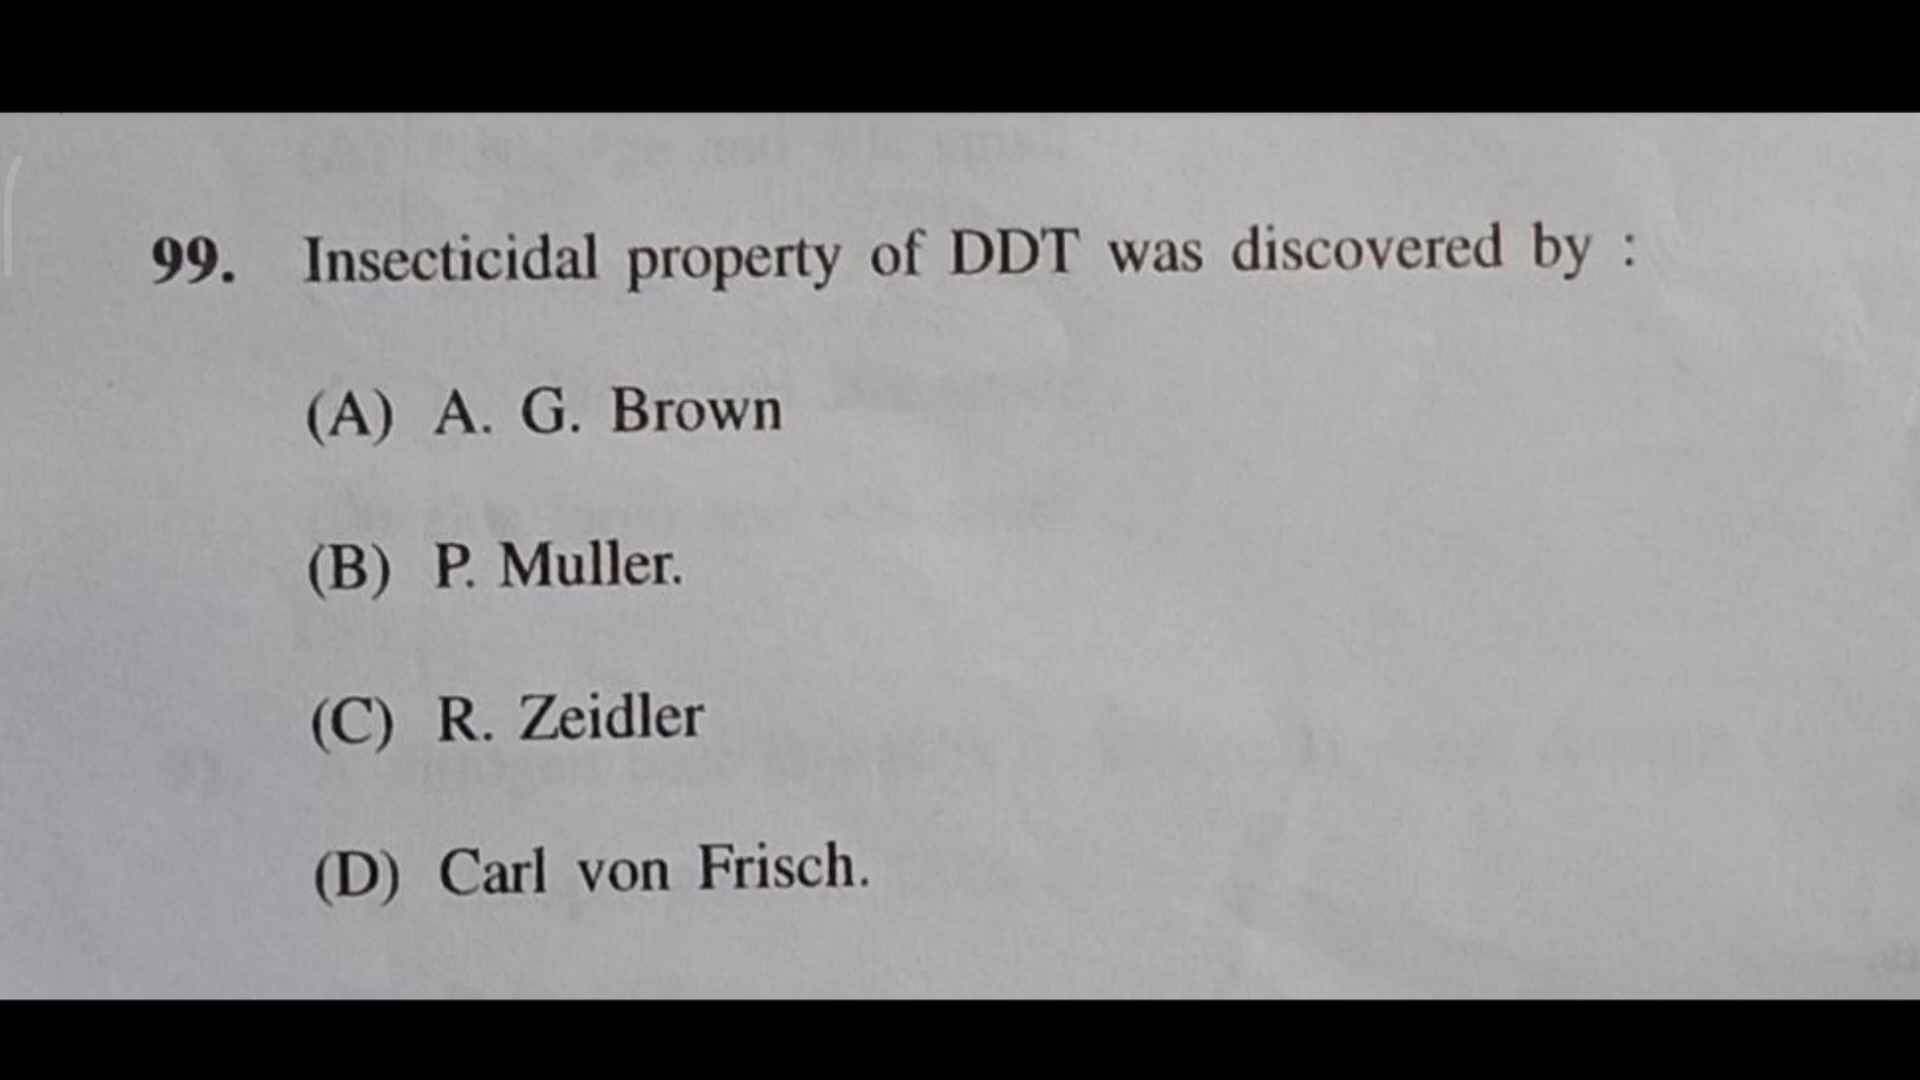 99. Insecticidal property of DDT was discovered by :
(A) A. G. Brown
(B) P. Muller.
(C) R. Zeidler
(D) Carl von Frisch.